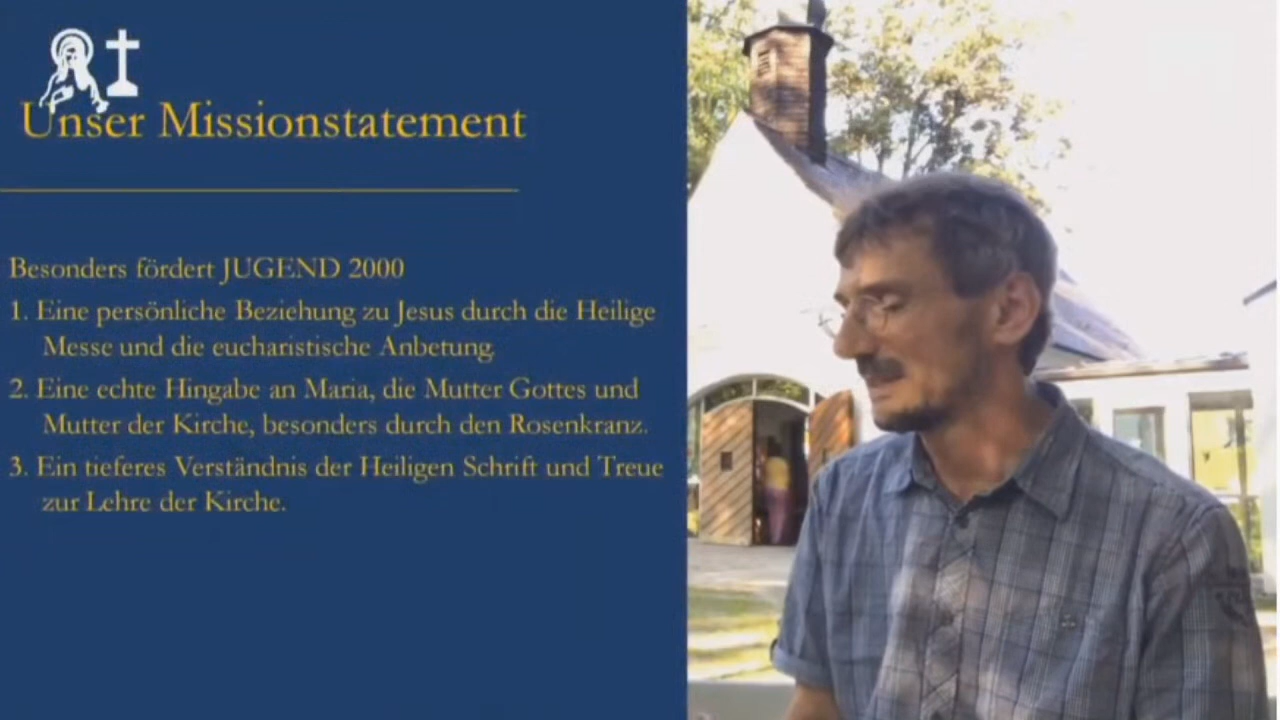 Unser Missionstatement
Besonders fördert JUGEND 2000
1. Eine persönliche Beziehung zu Jesus durch die Heilige
Messe und die eucharistische Anbetung.
2. Eine echte Hingabe an Maria, die Mutter Gottes und
Mutter der Kirche, besonders durch den Rosenkranz.
3. Ein tieferes Verständnis der Heiligen Schrift und Treue
zur Lehre der Kirche.